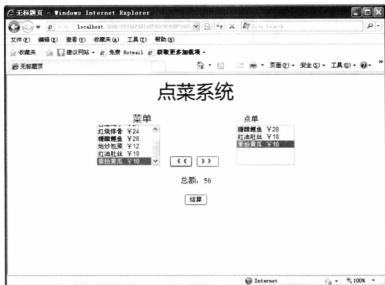 无标题页 - Windows Internet Explorer
localhost
文件(F) 编辑(E) 查看(V) 收藏夹(A) 工具(T) 帮助(H)
收藏夹 建议网站 免费 Hotmail 获取更多加载项
无标题页 页面(P) 安全(S) 工具(O)
点菜系统
菜单 点单
红烧排骨 ￥24
糖醋鲤鱼 ￥28
炝炒包菜 ￥12
红油肚丝 ￥18
蒜拍黄瓜 ￥10
<< >>
糖醋鲤鱼 ￥28
红油肚丝 ￥18
蒜拍黄瓜 ￥10
总额: 56
结算
Internet 100%